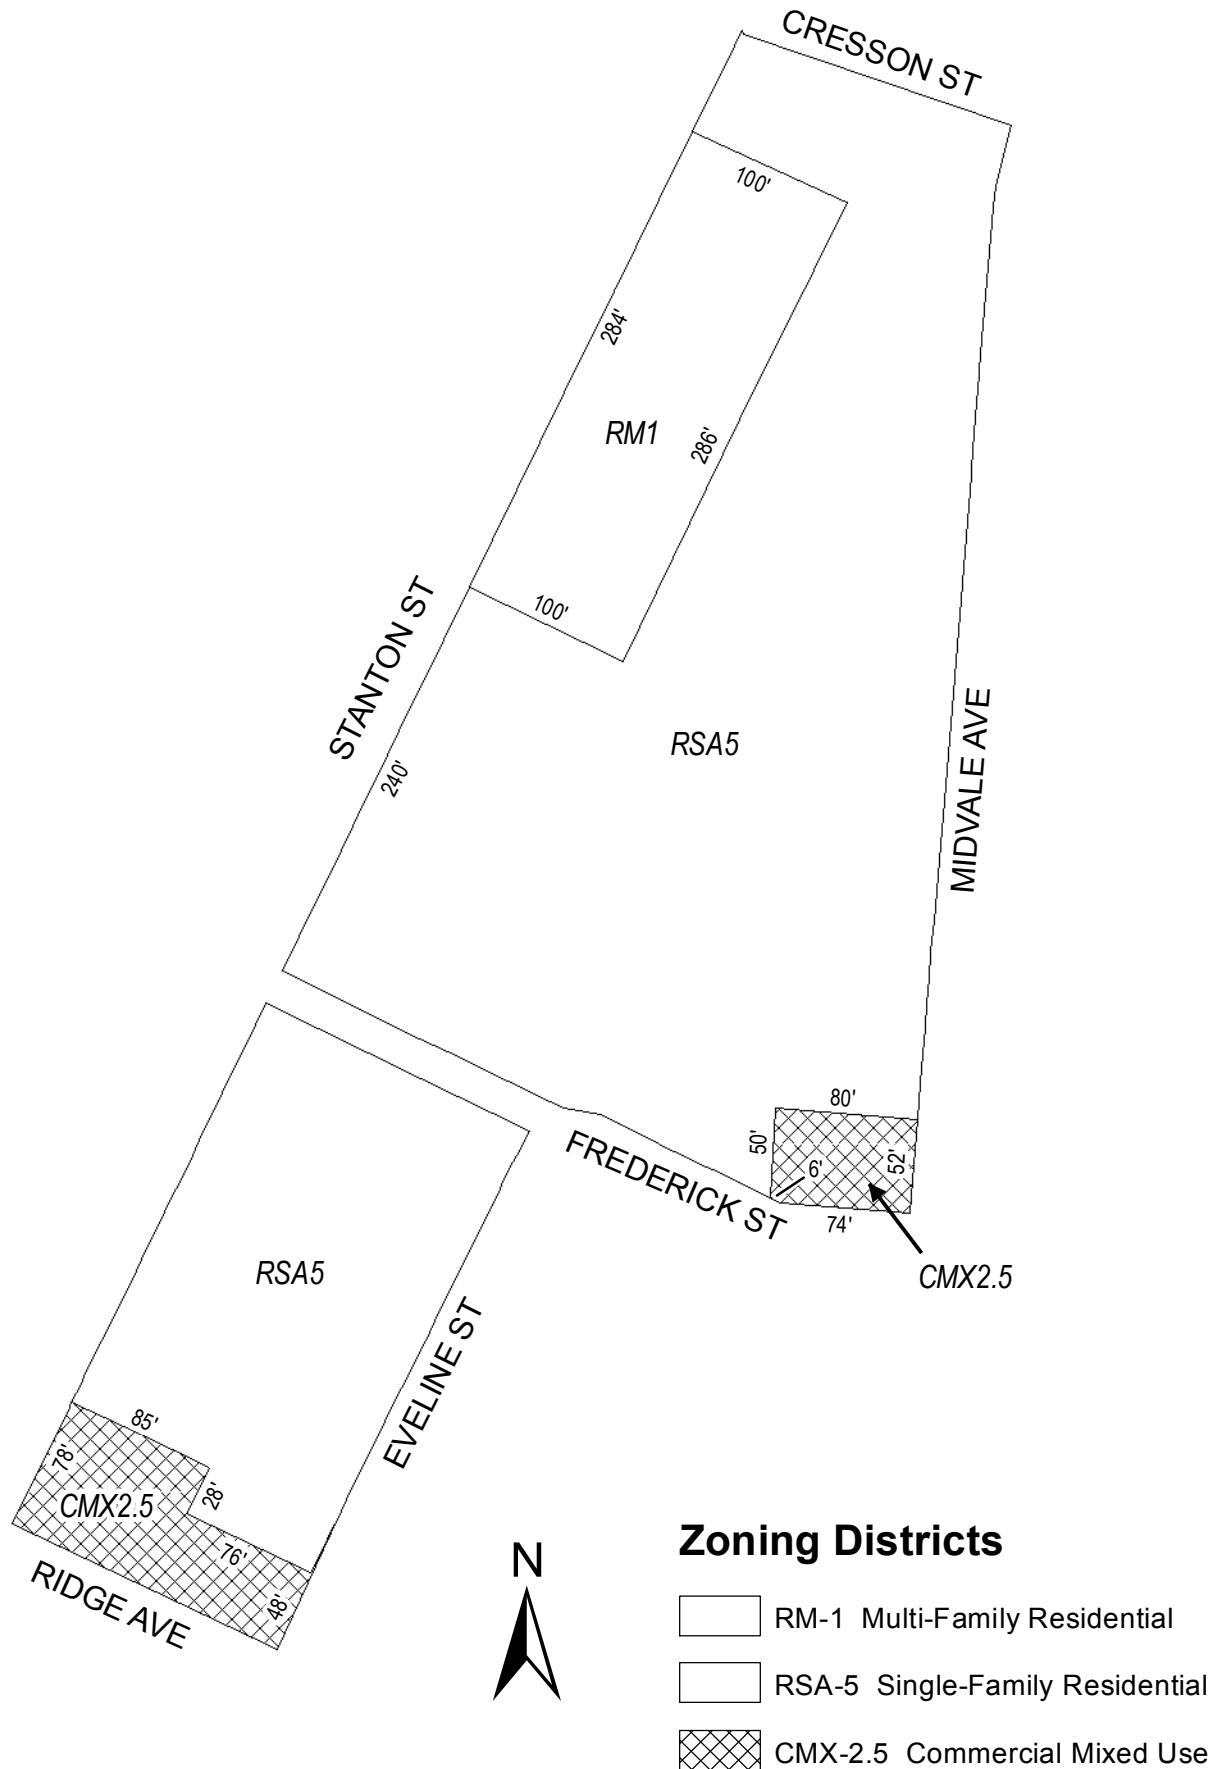 CRESSON ST
100'
284'
RM1
286'
100'
STANTON ST
240'
RSA5
MIDVALE AVE
80'
50'
52'
6'
74'
FREDERICK ST
CMX2.5
RSA5
EVELINE ST
85'
78'
28'
CMX2.5
76'
48'
RIDGE AVE
N
Zoning Districts
RM-1 Multi-Family Residential
RSA-5 Single-Family Residential
CMX-2.5 Commercial Mixed Use